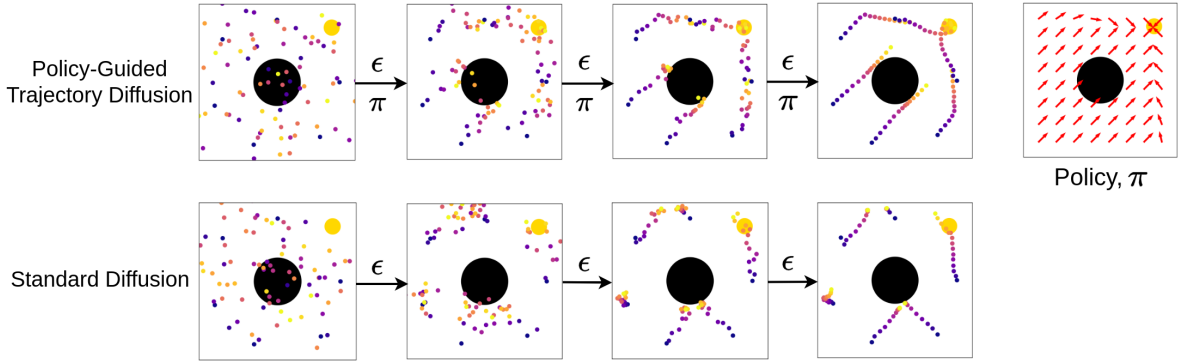 Policy-Guided
Trajectory Diffusion
ϵ
π
ϵ
π
ϵ
π
Policy, π
Standard Diffusion
ϵ
ϵ
ϵ